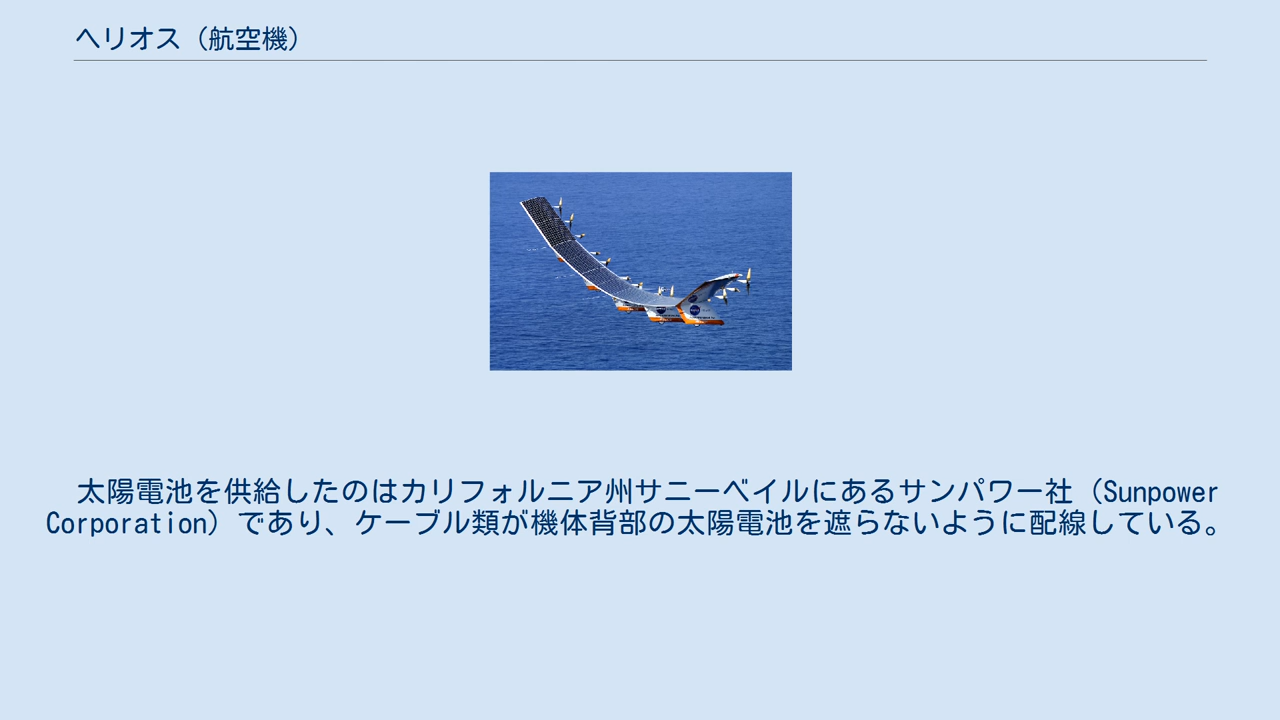 ヘリオス（航空機）
太陽電池を供給したのはカリフォルニア州サニーベイルにあるサンパワー社（Sunpower
Corporation）であり、ケーブル類が機体背部の太陽電池を遮らないように配線している。